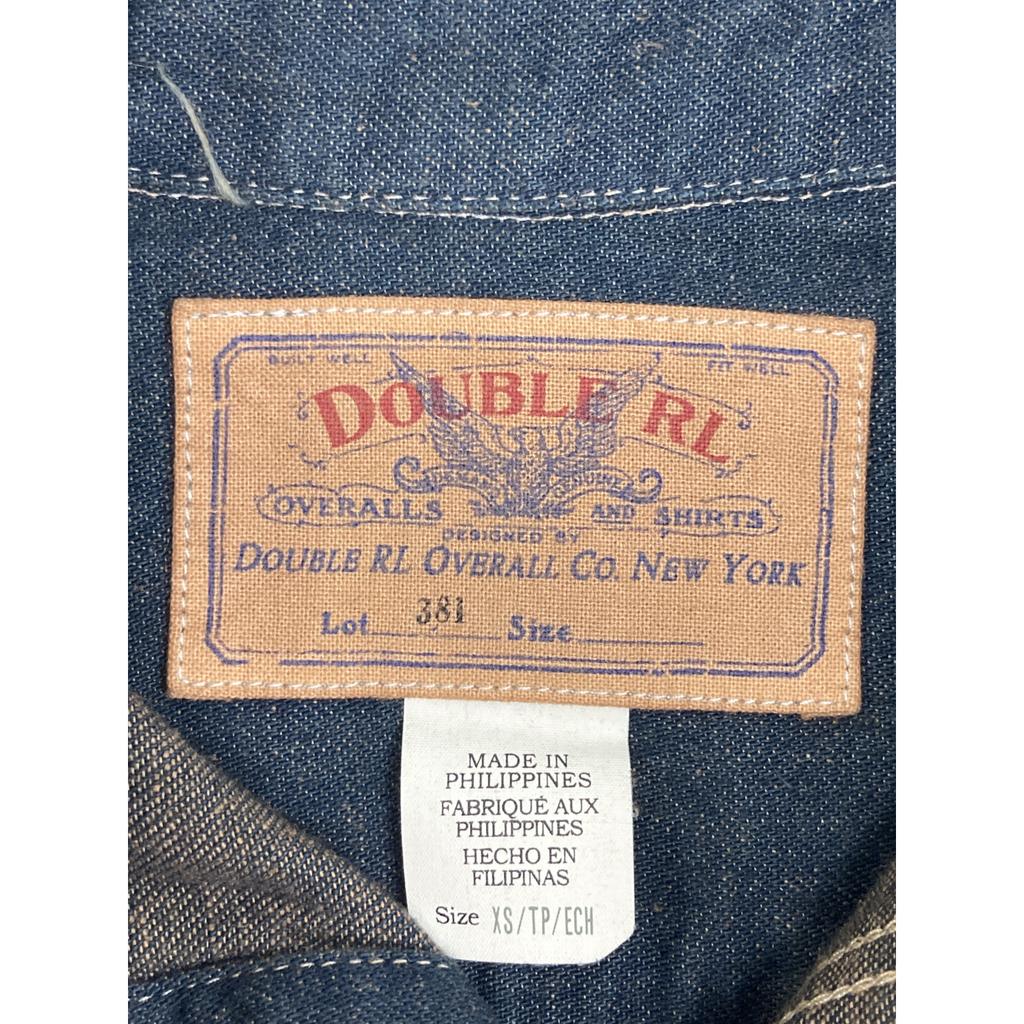 BUILT WELL FIT WELL
DOUBLE RL
GENUINE
OVERALLS AND SHIRTS
DESIGNED BY
DOUBLE RL OVERALL CO. NEW YORK
Lot 381 Size
MADE IN
PHILIPPINES
FABRIQUÉ AUX
PHILIPPINES
HECHO EN
FILIPINAS
Size XS/TP/ECH